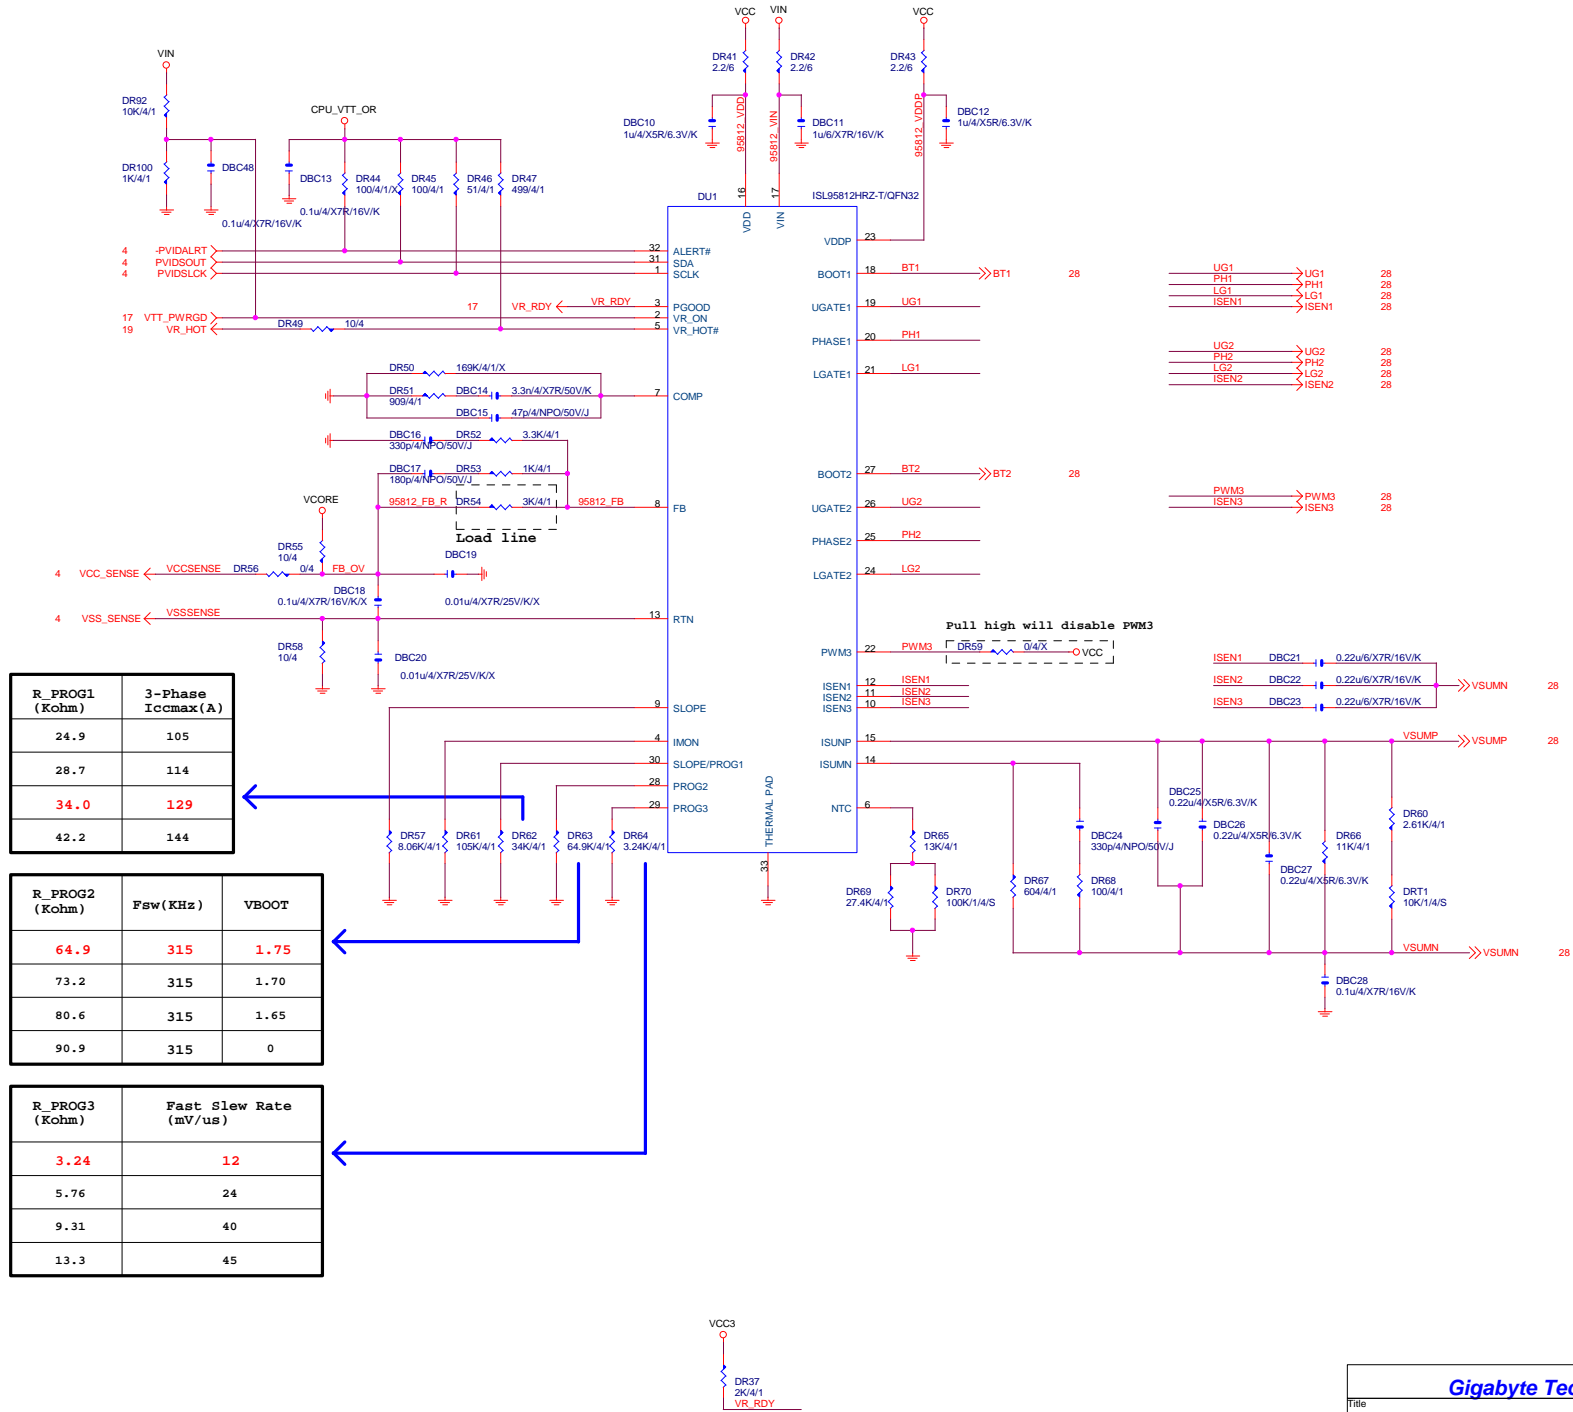 VCC
VIN
VCC
DR41
2.2/6
DR42
2.2/6
DR43
2.2/6
VIN
DR92
10K/4/1
CPU_VTT_OR
DBC10
1u/4/X5R/6.3V/K
95812_VDD
95812_VIN
DBC11
1u/6/X7R/16V/K
95812_VDDP
DBC12
1u/4/X5R/6.3V/K
DR100
1K/4/1
DBC48
0.1u/4/X7R/16V/K
DBC13
0.1u/4/X7R/16V/K
DR44
100/4/1/X
DR45
100/4/1
DR46
51/4/1
DR47
499/4/1
DU1
ISL95812HRZ-T/QFN32
16
VDD
17
VIN
4 -PVIDALRT
4 PVIDSOUT
4 PVIDSLCK
32 ALERT#
31 SDA
1 SCLK
17 VR_RDY
VR_RDY
3 PGOOD
17 VTT_PWRGD
2 VR_ON
19 VR_HOT
DR49
10/4
5 VR_HOT#
VDDP 23
BOOT1 18 BT1
BT1 28
UGATE1 19 UG1
PHASE1 20 PH1
LGATE1 21 LG1
UG1 UG1 28
PH1 PH1 28
LG1 LG1 28
ISEN1 ISEN1 28
UG2 UG2 28
PH2 PH2 28
LG2 LG2 28
ISEN2 ISEN2 28
DR50
169K/4/1/X
DR51
909/4/1
DBC14
3.3n/4/X7R/50V/K
DBC15
47p/4/NPO/50V/J
7 COMP
DBC16
330p/4/NPO/50V/J
DR52
3.3K/4/1
DBC17
180p/4/NPO/50V/J
DR53
1K/4/1
95812_FB_R
DR54
3K/4/1
95812_FB
8 FB
Load line
BOOT2 27 BT2
BT2 28
UGATE2 26 UG2
PHASE2 25 PH2
LGATE2 24 LG2
PWM3 PWM3 28
ISEN3 ISEN3 28
VCORE
DR55
10/4
4 VCC_SENSE
VCCSENSE
DR56
0/4
FB_OV
DBC19
0.01u/4/X7R/25V/K/X
DBC18
0.1u/4/X7R/16V/K/X
4 VSS_SENSE
VSSSENSE
13 RTN
DR58
10/4
DBC20
0.01u/4/X7R/25V/K/X
Pull high will disable PWM3
PWM3 22 PWM3
DR59
0/4/X
VCC
ISEN1 12 ISEN1
ISEN2 11 ISEN2
ISEN3 10 ISEN3
ISEN1 DBC21 0.22u/6/X7R/16V/K
ISEN2 DBC22 0.22u/6/X7R/16V/K
ISEN3 DBC23 0.22u/6/X7R/16V/K
VSUMN 28
9 SLOPE
4 IMON
30 SLOPE/PROG1
28 PROG2
29 PROG3
ISUNP 15
VSUMP
VSUMP 28
ISUMN 14
NTC 6
THERMAL PAD
33
DR57
8.06K/4/1
DR61
105K/4/1
DR62
34K/4/1
DR63
64.9K/4/1
DR64
3.24K/4/1
DR65
13K/4/1
DR69
27.4K/4/1
DR70
100K/1/4/S
DR67
604/4/1
DBC24
330p/4/NPO/50V/J
DR68
100/4/1
DBC25
0.22u/4/X5R/6.3V/K
DBC26
0.22u/4/X5R/6.3V/K
DBC27
0.22u/4/X5R/6.3V/K
DR66
11K/4/1
DR60
2.61K/4/1
DRT1
10K/1/4/S
VSUMN
VSUMN 28
DBC28
0.1u/4/X7R/16V/K
R_PROG1 (Kohm) 3-Phase Iccmax(A)
24.9 105
28.7 114
34.0 129
42.2 144
R_PROG2 (Kohm) Fsw(KHz) VBOOT
64.9 315 1.75
73.2 315 1.70
80.6 315 1.65
90.9 315 0
R_PROG3 (Kohm) Fast Slew Rate (mV/us)
3.24 12
5.76 24
9.31 40
13.3 45
VCC3
DR37
2K/4/1
VR_RDY
Gigabyte Tec
Title